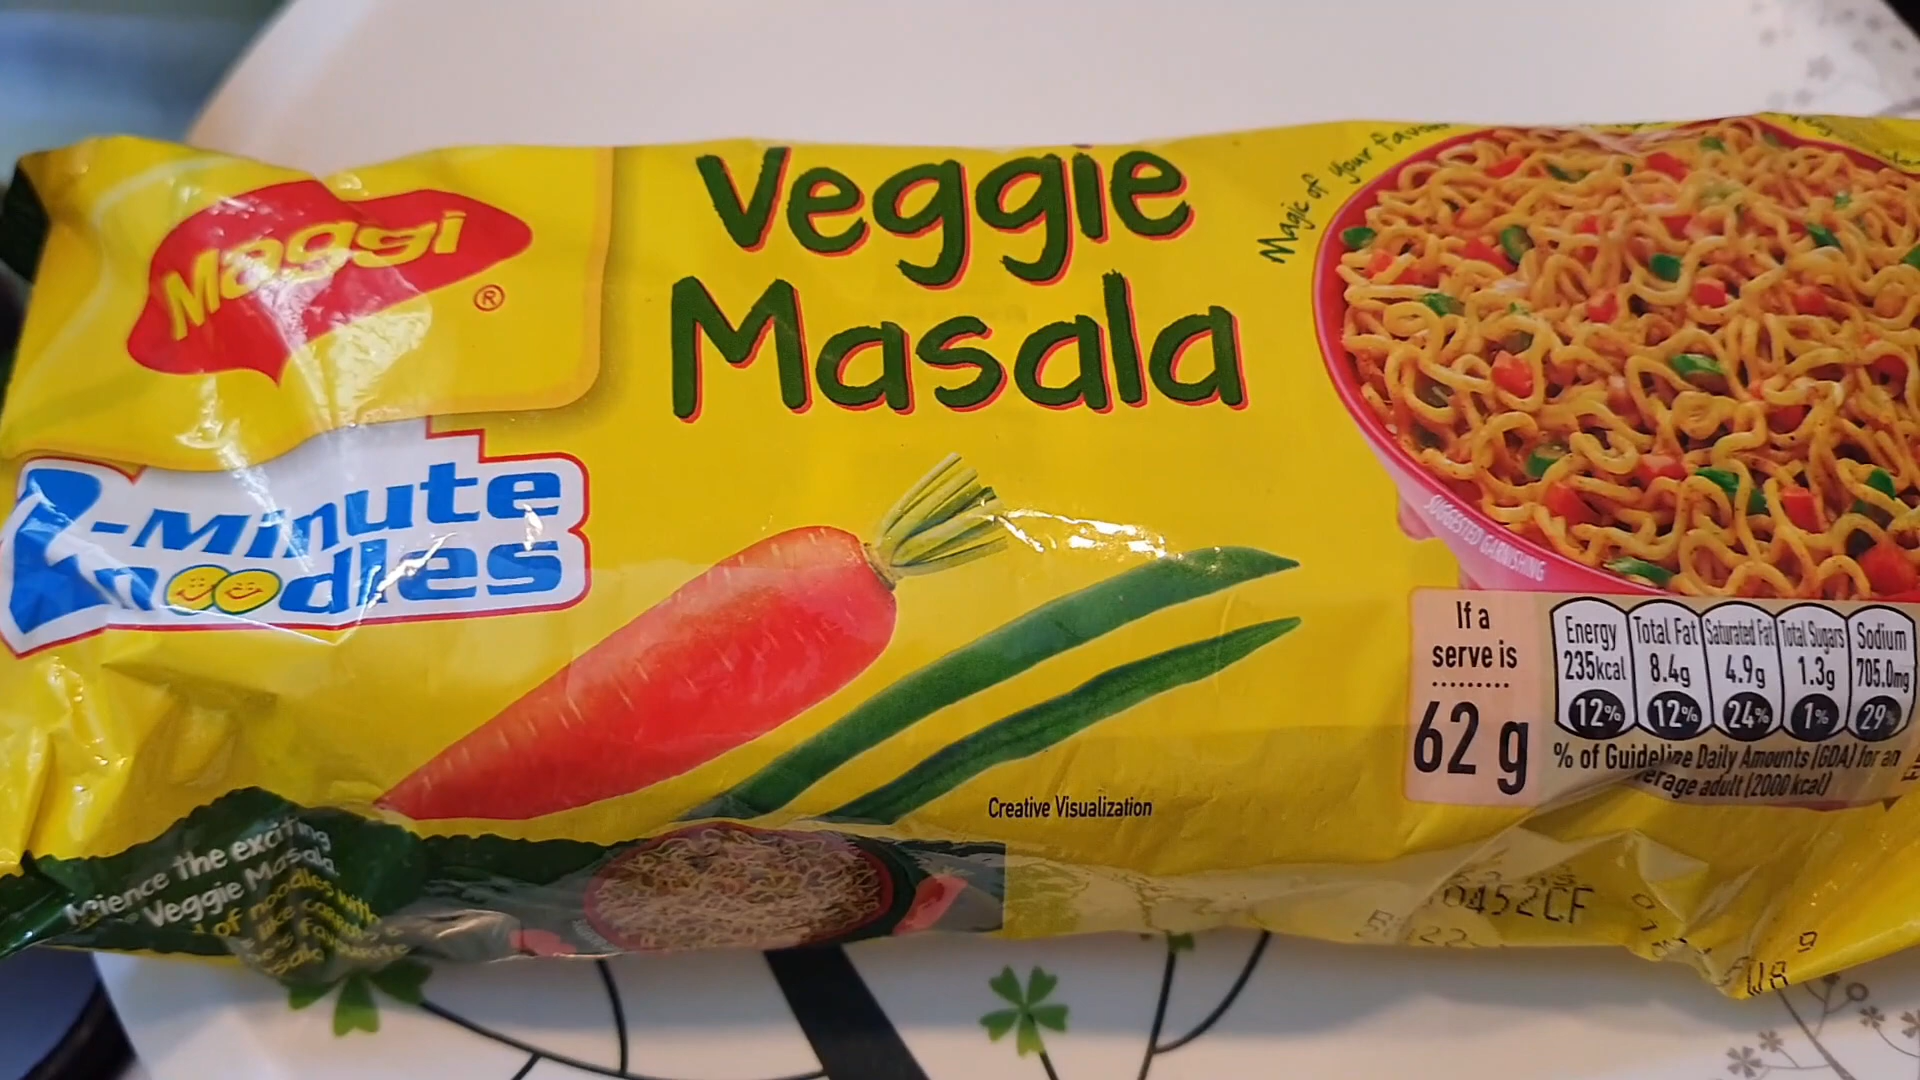 Maggi
®
2-Minute
noodles
Veggie
Masala
Magic of your
SUGGESTED GARNISHING
If a
serve is
62 g
Energy
235kcal
12%
Total Fat
8.4g
12%
Saturated Fat
4.9g
24%
Total Sugars
1.3g
1%
Sodium
705.0mg
29%
% of Guideline Daily Amounts (GDA) for an
average adult (2000 kcal)
Creative Visualization
the exciting
Veggie Masala
of noodles with
like
0452CF